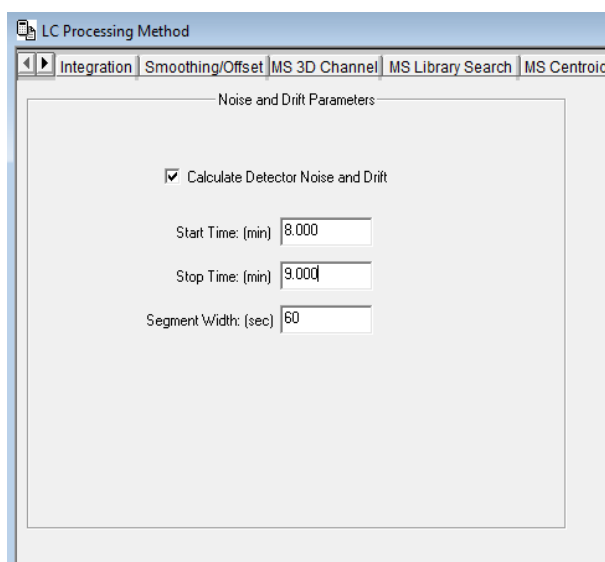 LC Processing Method
Integration Smoothing/Offset MS 3D Channel MS Library Search MS Centroid
Noise and Drift Parameters
Calculate Detector Noise and Drift
Start Time: (min) 8.000
Stop Time: (min) 9.000
Segment Width: (sec) 60